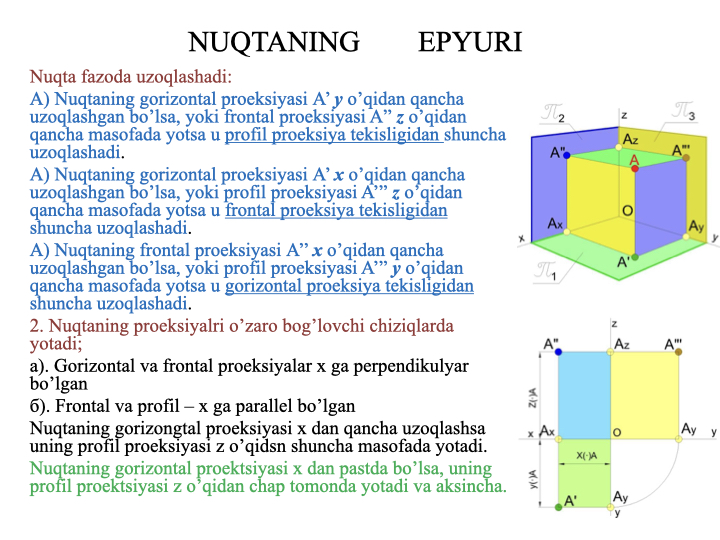 NUQTANING EPYURI
Nuqta fazoda uzoqlashadi:
A) Nuqtaning gorizontal proeksiyasi A’ y o’qidan qancha
uzoqlashgan bo’lsa, yoki frontal proeksiyasi A” z o’qidan
qancha masofada yotsa u profil proeksiya tekisligidan shuncha
uzoqlashadi.
A) Nuqtaning gorizontal proeksiyasi A’ x o’qidan qancha
uzoqlashgan bo’lsa, yoki profil proeksiyasi A’” z o’qidan
qancha masofada yotsa u frontal proeksiya tekisligidan
shuncha uzoqlashadi.
A) Nuqtaning frontal proeksiyasi A” x o’qidan qancha
uzoqlashgan bo’lsa, yoki profil proeksiyasi A’” y o’qidan
qancha masofada yotsa u gorizontal proeksiya tekisligidan
shuncha uzoqlashadi.
2. Nuqtaning proeksiyalri o’zaro bog’lovchi chiziqlarda
yotadi;
a). Gorizontal va frontal proeksiyalar x ga perpendikulyar
bo’lgan
б). Frontal va profil – x ga parallel bo’lgan
Nuqtaning gorizongtal proeksiyasi x dan qancha uzoqlashsa
uning profil proeksiyasi z o’qidsn shuncha masofada yotadi.
Nuqtaning gorizontal proektsiyasi x dan pastda bo’lsa, uning
profil proektsiyasi z o’qidan chap tomonda yotadi va aksincha.
π2 z π3
Az
A" A A"'
O
Ax Ay
x y
A'
π1
z
A" Az A"'
Z(·)A
x Ax O Ay y
X(·)A
y(·)A
A' Ay
y